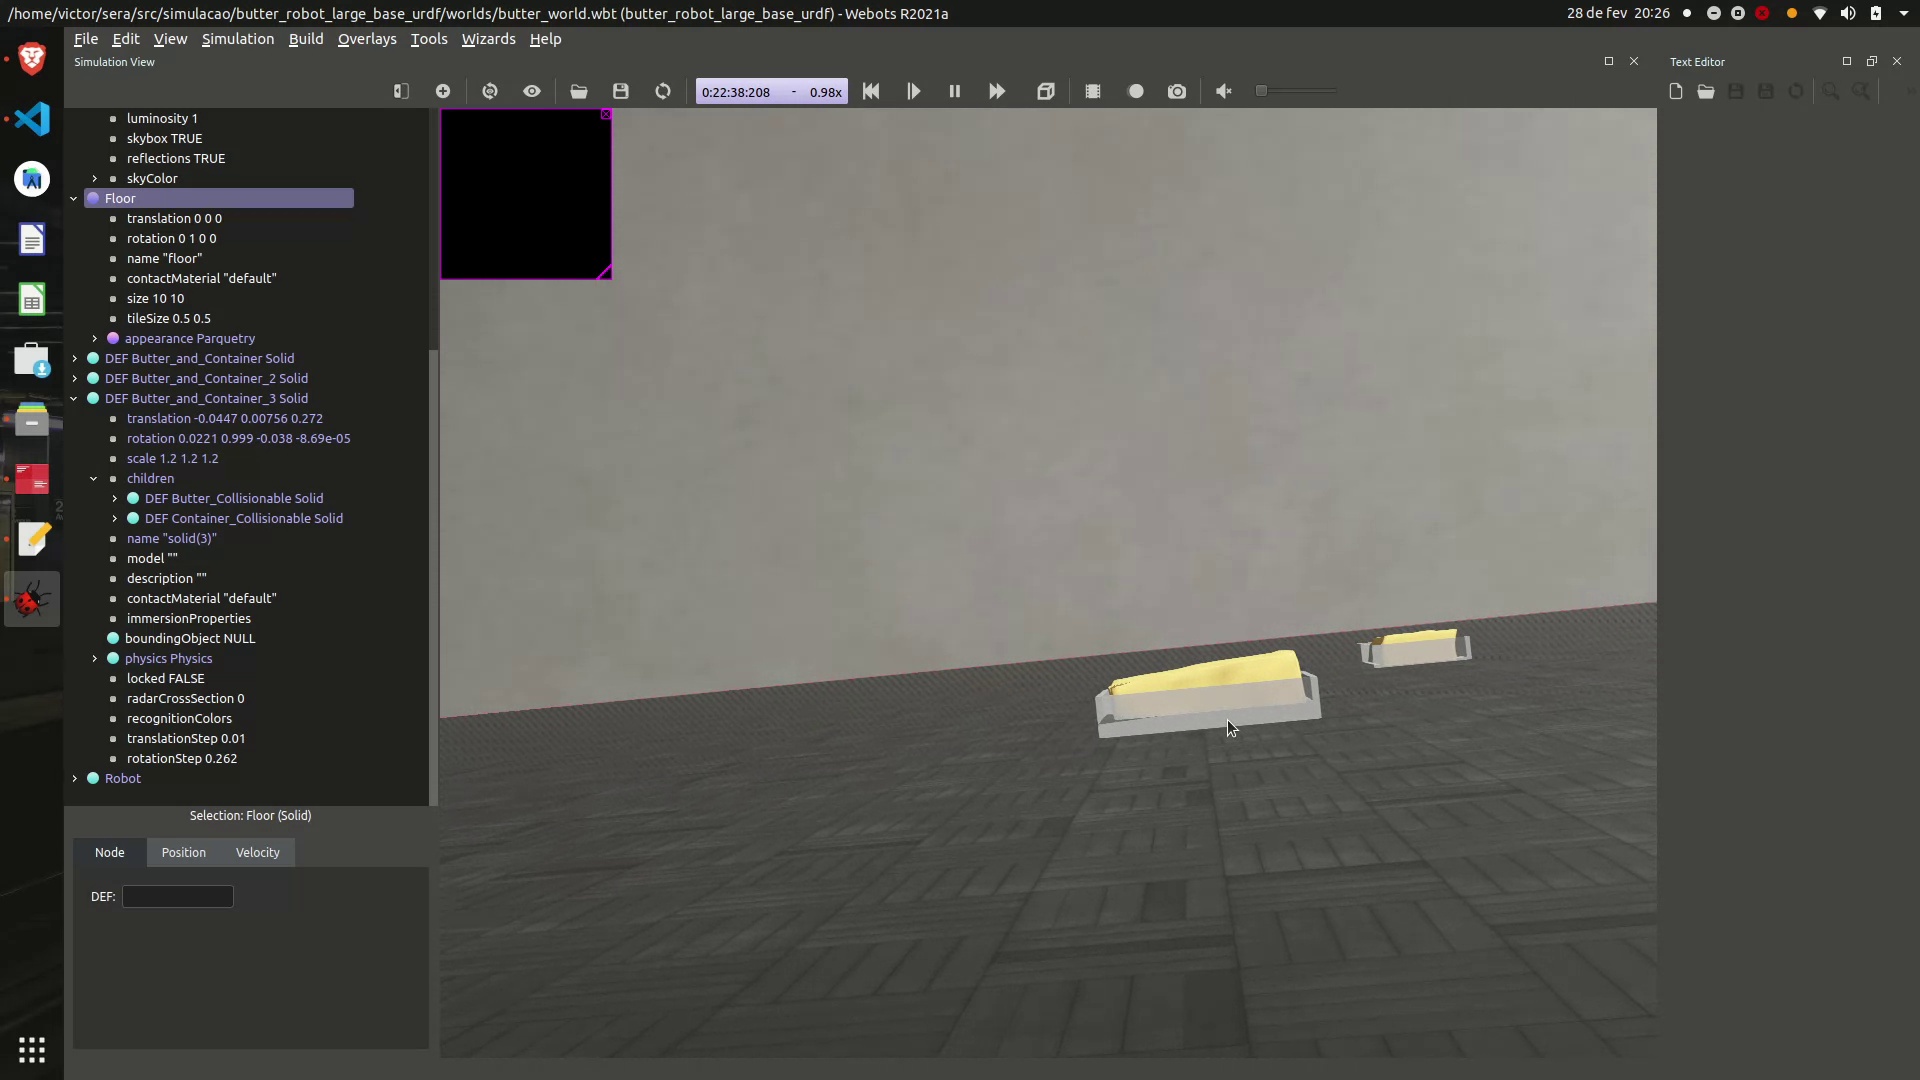 /home/victor/sera/src/simulacao/butter_robot_large_base_urdf/worlds/butter_world.wbt (butter_robot_large_base_urdf) - Webots R2021a
28 de fev 20:26
File Edit View Simulation Build Overlays Tools Wizards Help
Simulation View
Text Editor
0:22:38:208 - 0.98x
luminosity 1
skybox TRUE
reflections TRUE
skyColor
Floor
translation 0 0 0
rotation 0 1 0 0
name "floor"
contactMaterial "default"
size 10 10
tileSize 0.5 0.5
appearance Parquetry
DEF Butter_and_Container Solid
DEF Butter_and_Container_2 Solid
DEF Butter_and_Container_3 Solid
translation -0.0447 0.00756 0.272
rotation 0.0221 0.999 -0.038 -8.69e-05
scale 1.2 1.2 1.2
children
DEF Butter_Collisionable Solid
DEF Container_Collisionable Solid
name "solid(3)"
model ""
description ""
contactMaterial "default"
immersionProperties
boundingObject NULL
physics Physics
locked FALSE
radarCrossSection 0
recognitionColors
translationStep 0.01
rotationStep 0.262
Robot
Selection: Floor (Solid)
Node Position Velocity
DEF: